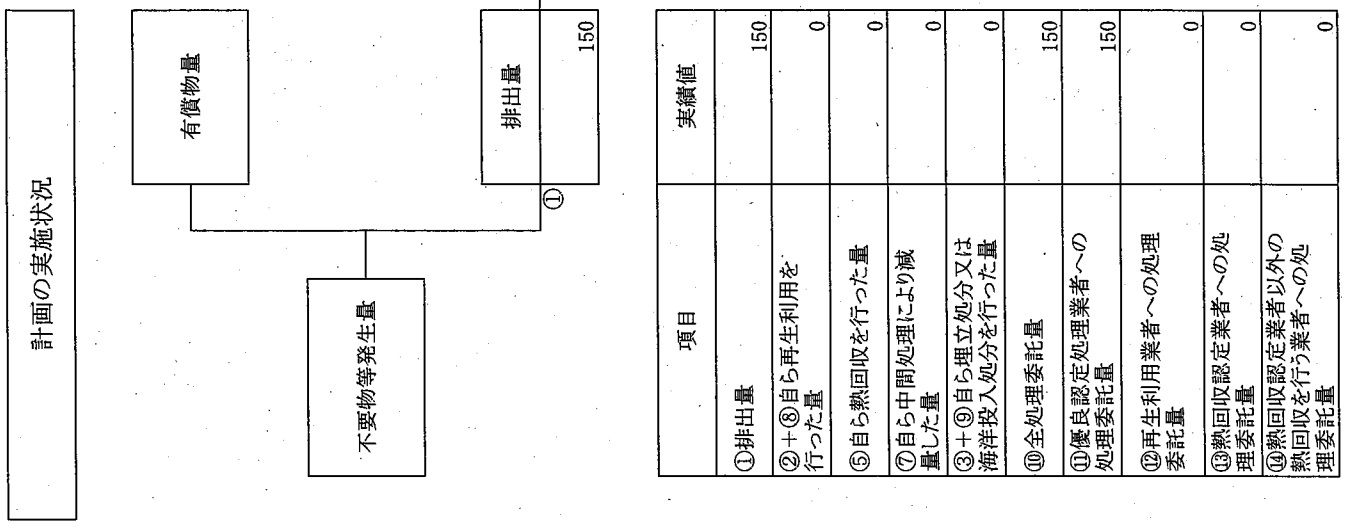 計画の実施状況
有償物量
不要物等発生量
①
排出量
150
項目
実績値
①排出量
150
②+⑧自ら再生利用を
行った量
0
⑤自ら熱回収を行った量
0
⑦自ら中間処理により減
量した量
0
③+⑨自ら埋立処分又は
海洋投入処分を行った量
0
⑩全処理委託量
150
⑪優良認定処理業者への
処理委託量
150
⑫再生利用業者への処理
委託量
0
⑬熱回収認定業者への処
理委託量
0
⑭熱回収認定業者以外の
熱回収を行う業者への処
理委託量
0